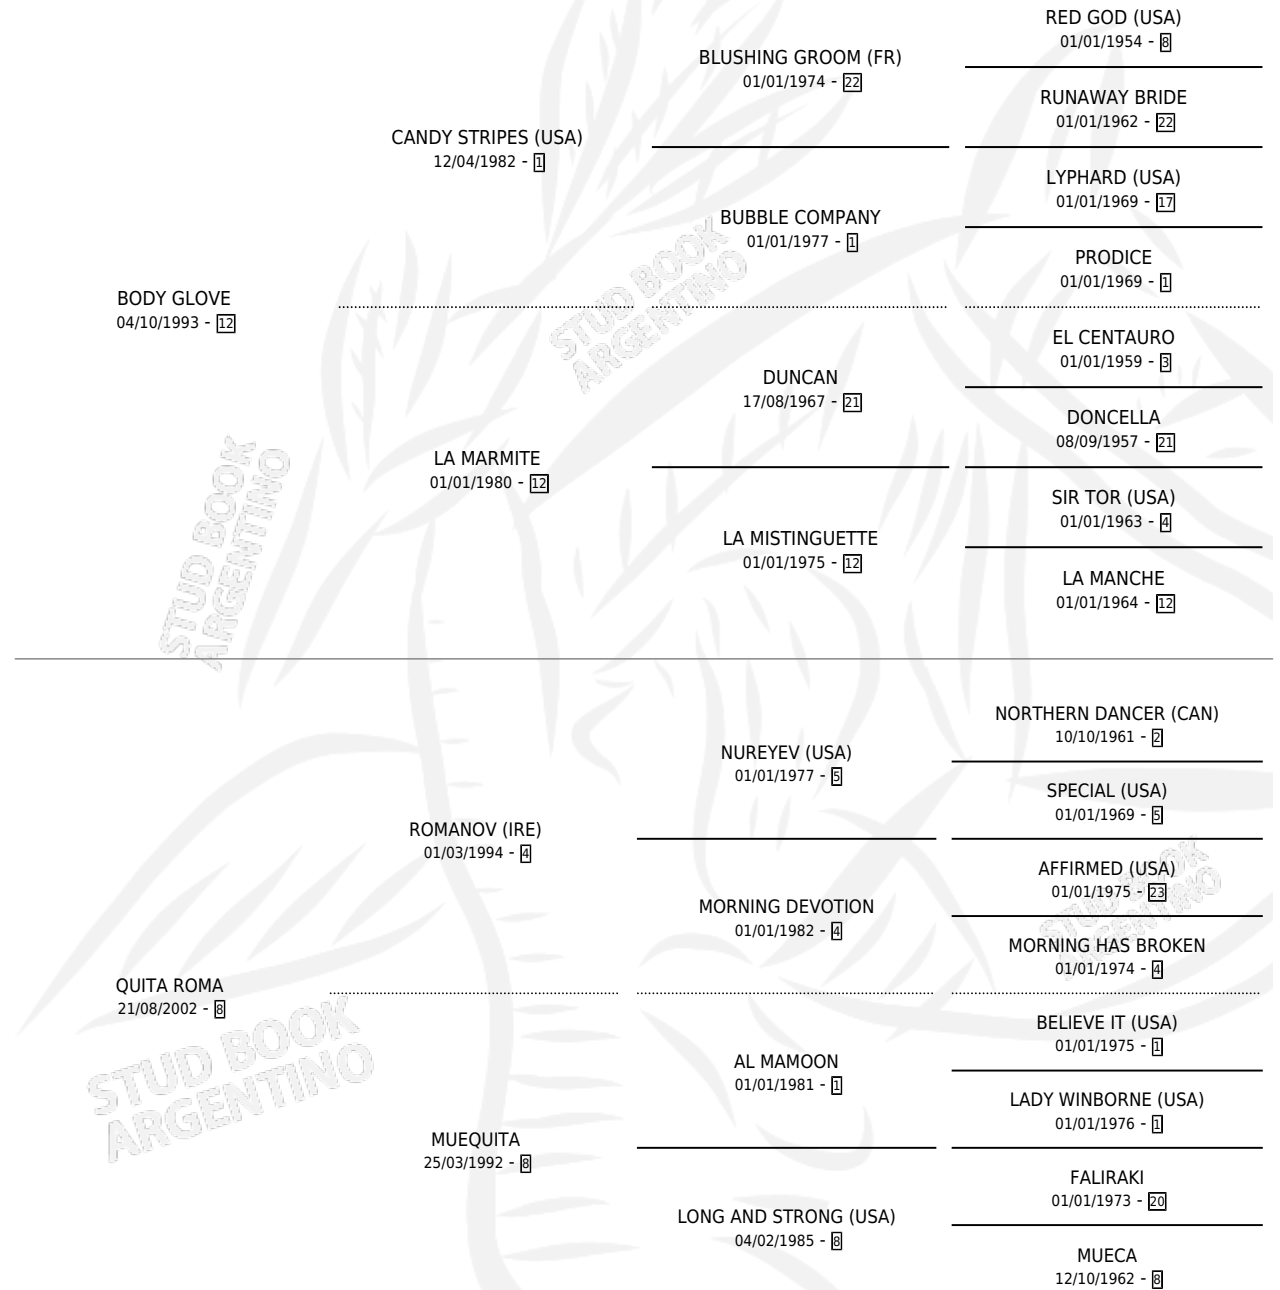 RED GOD (USA)
01/01/1954 - 8
BLUSHING GROOM (FR)
01/01/1974 - 22
RUNAWAY BRIDE
01/01/1962 - 22
CANDY STRIPES (USA)
12/04/1982 - 1
LYPHARD (USA)
01/01/1969 - 17
BUBBLE COMPANY
01/01/1977 - 1
PRODICE
01/01/1969 - 1
BODY GLOVE
04/10/1993 - 12
STUD BOOK
ARGENTINO
EL CENTAURO
01/01/1959 - 3
DUNCAN
17/08/1967 - 21
DONCELLA
08/09/1957 - 21
LA MARMITE
01/01/1980 - 12
SIR TOR (USA)
01/01/1963 - 4
LA MISTINGUETTE
01/01/1975 - 12
LA MANCHE
01/01/1964 - 12
STUD BOOK
ARGENTINO
NORTHERN DANCER (CAN)
10/10/1961 - 2
NUREYEV (USA)
01/01/1977 - 5
SPECIAL (USA)
01/01/1969 - 5
ROMANOV (IRE)
01/03/1994 - 4
AFFIRMED (USA)
01/01/1975 - 23
MORNING DEVOTION
01/01/1982 - 4
MORNING HAS BROKEN
01/01/1974 - 4
STUD BOOK
ARGENTINO
QUITA ROMA
21/08/2002 - 8
STUD BOOK
ARGENTINO
BELIEVE IT (USA)
01/01/1975 - 1
AL MAMOON
01/01/1981 - 1
LADY WINBORNE (USA)
01/01/1976 - 1
MUEQUITA
25/03/1992 - 8
FALIRAKI
01/01/1973 - 20
LONG AND STRONG (USA)
04/02/1985 - 8
MUECA
12/10/1962 - 8